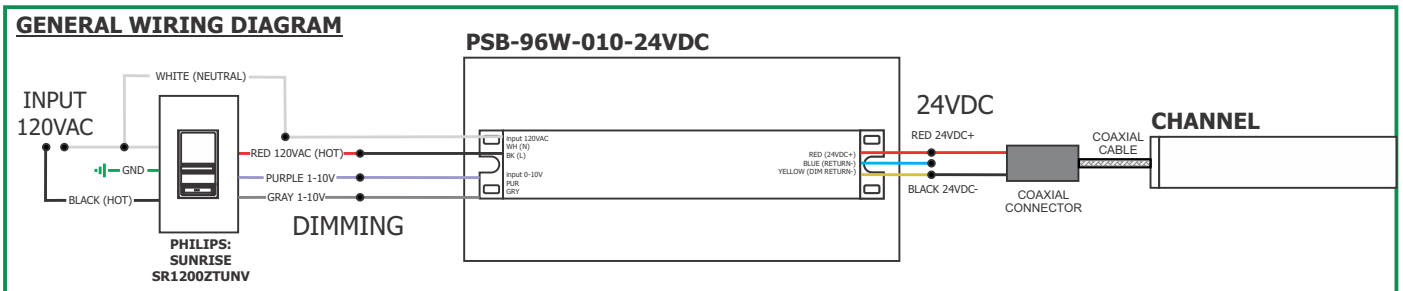 GENERAL WIRING DIAGRAM
PSB-96W-010-24VDC
WHITE (NEUTRAL)
INPUT
120VAC
GND
BLACK (HOT)
PHILIPS:
SUNRISE
SR1200ZTUNV
RED 120VAC (HOT)
PURPLE 1-10V
GRAY 1-10V
DIMMING
input 120VAC
WH (N)
BK (L)
input 0-10V
PUR
GRY
RED (24VDC+)
BLUE (RETURN-)
YELLOW (DIM RETURN-)
24VDC
RED 24VDC+
BLACK 24VDC-
COAXIAL
CONNECTOR
COAXIAL
CABLE
CHANNEL